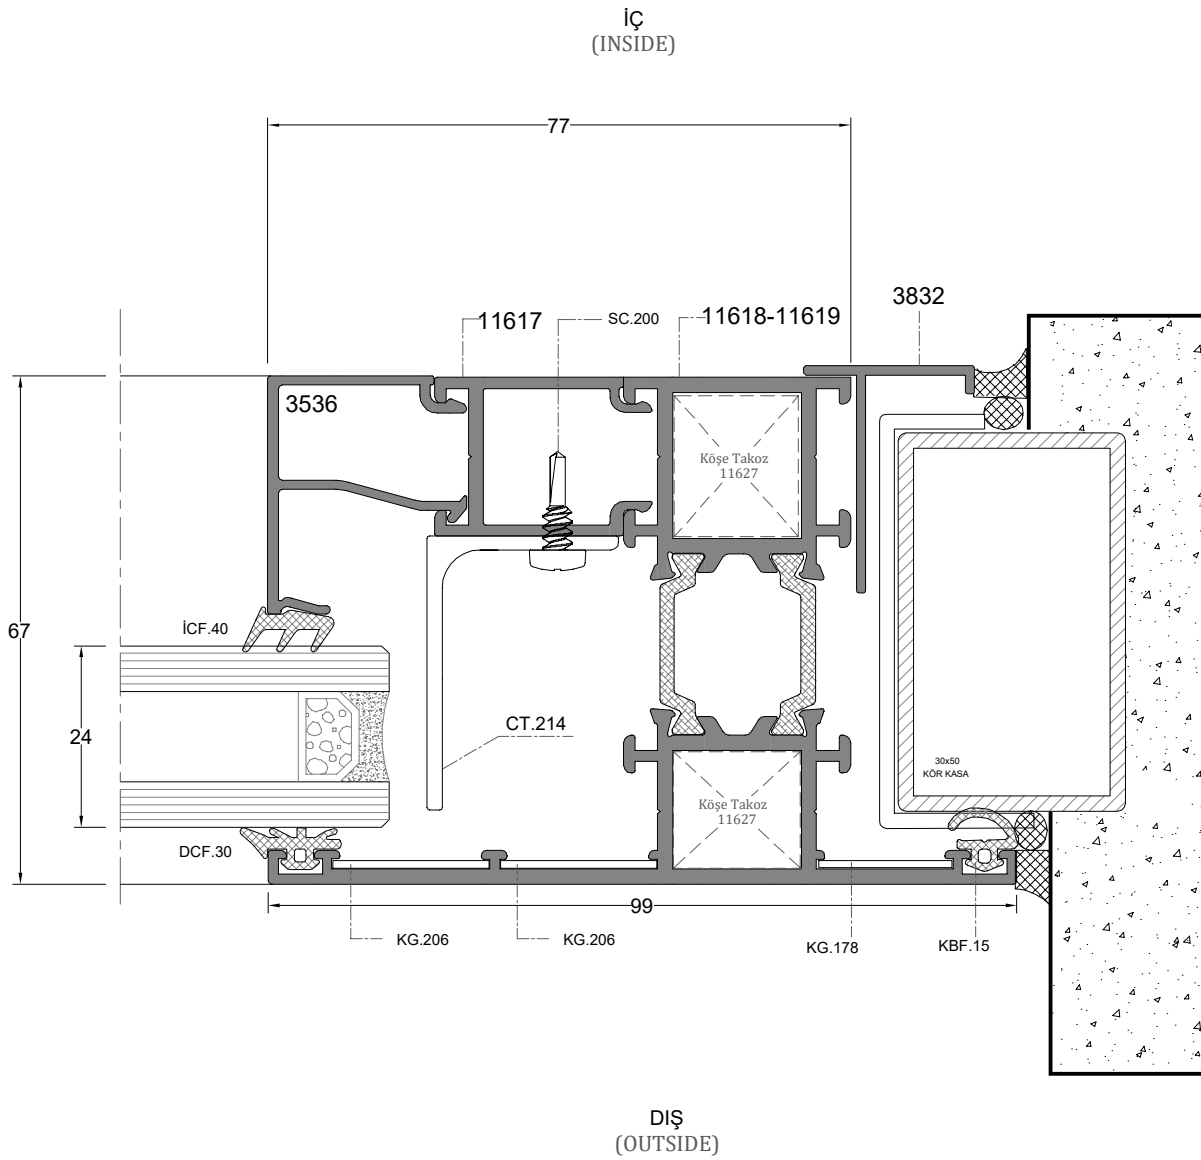 İÇ
(INSIDE)
77
3832
11617
SC.200
11618-11619
3536
Köşe Takoz
11627
67
İCF.40
24
CT.214
30x50
KÖR KASA
Köşe Takoz
11627
DCF.30
99
KG.206
KG.206
KG.178
KBF.15
DIŞ
(OUTSIDE)